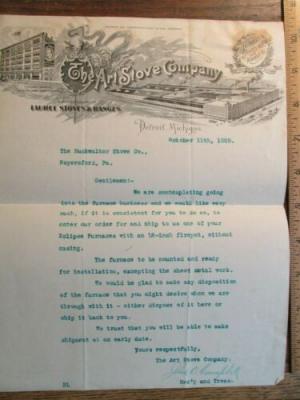 The Art Stove Company
LAUREL STOVES & RANGES
Detroit, Michigan
October 11th,
The Buckwalter Stove Co.,
Royersford, Pa.
Gentlemen:-
We are contemplating going
into the furnace business and we would like very
much, if it is consistent for you to do so, to
enter our order for and ship to us one of your
Eclipse Furnaces with an 18-inch firepot, without
casing.
The furnace to be mounted and ready
for installation, excepting the sheet metal work.
We would be glad to make any disposition
of the furnace that you might desire when we are
through with it - either dispose of it here or
ship it back to you.
We trust that you will be able to make
shipment at an early date.
Yours respectfully,
The Art Stove Company.
Sec'y and Treas.